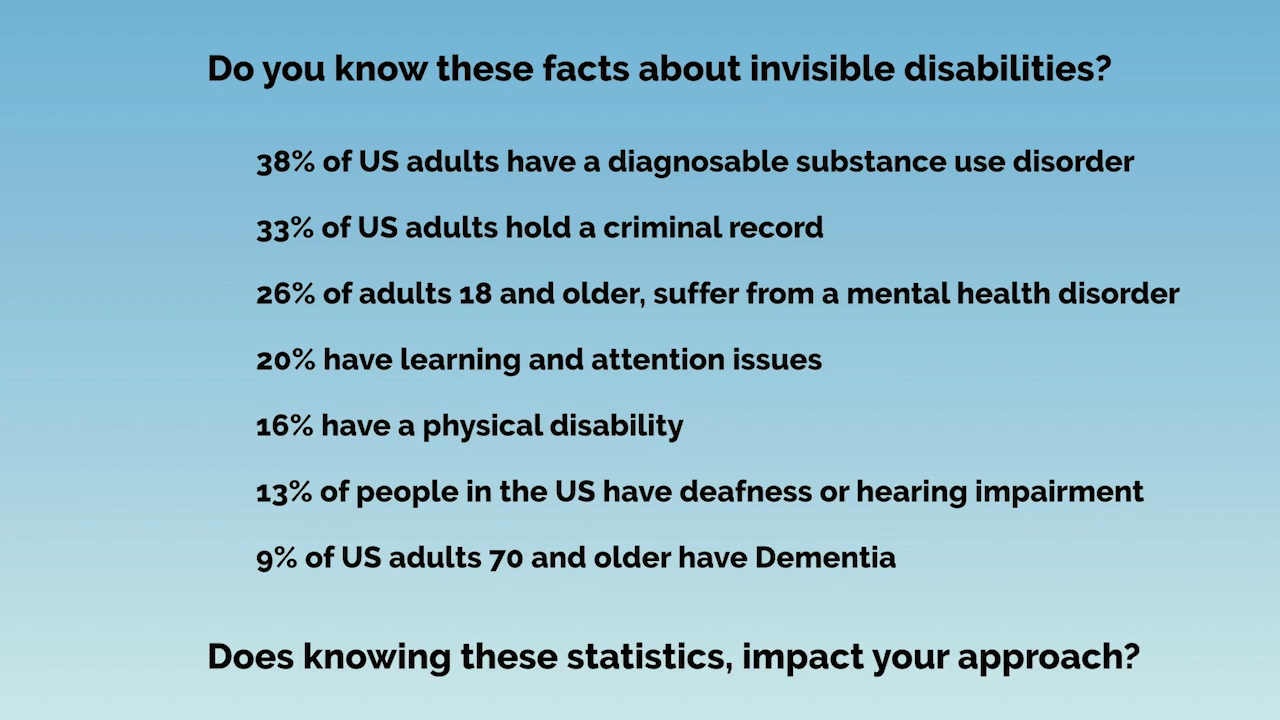 Do you know these facts about invisible disabilities?
38% of US adults have a diagnosable substance use disorder
33% of US adults hold a criminal record
26% of adults 18 and older, suffer from a mental health disorder
20% have learning and attention issues
16% have a physical disability
13% of people in the US have deafness or hearing impairment
9% of US adults 70 and older have Dementia
Does knowing these statistics, impact your approach?